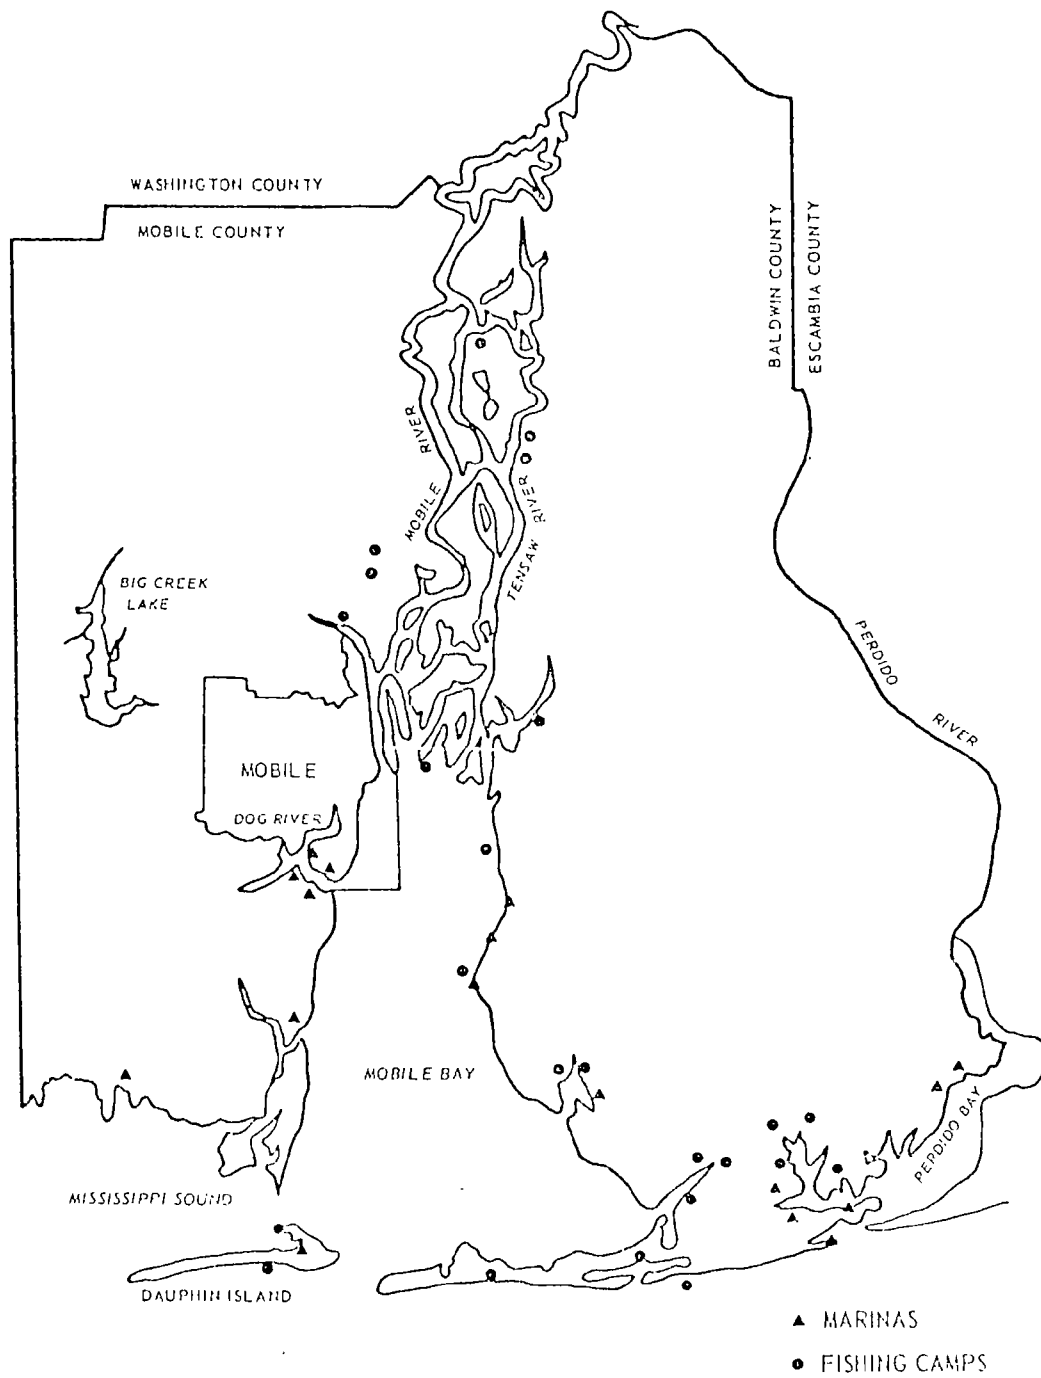 WASHINGTON COUNTY
MOBILE COUNTY
BALDWIN COUNTY
ESCAMBIA COUNTY
MOBILE RIVER
TENSAW RIVER
BIG CREEK
LAKE
PERDIDO RIVER
MOBILE
DOG RIVER
MOBILE BAY
PERDIDO BAY
MISSISSIPPI SOUND
DAUPHIN ISLAND
MARINAS
FISHING CAMPS